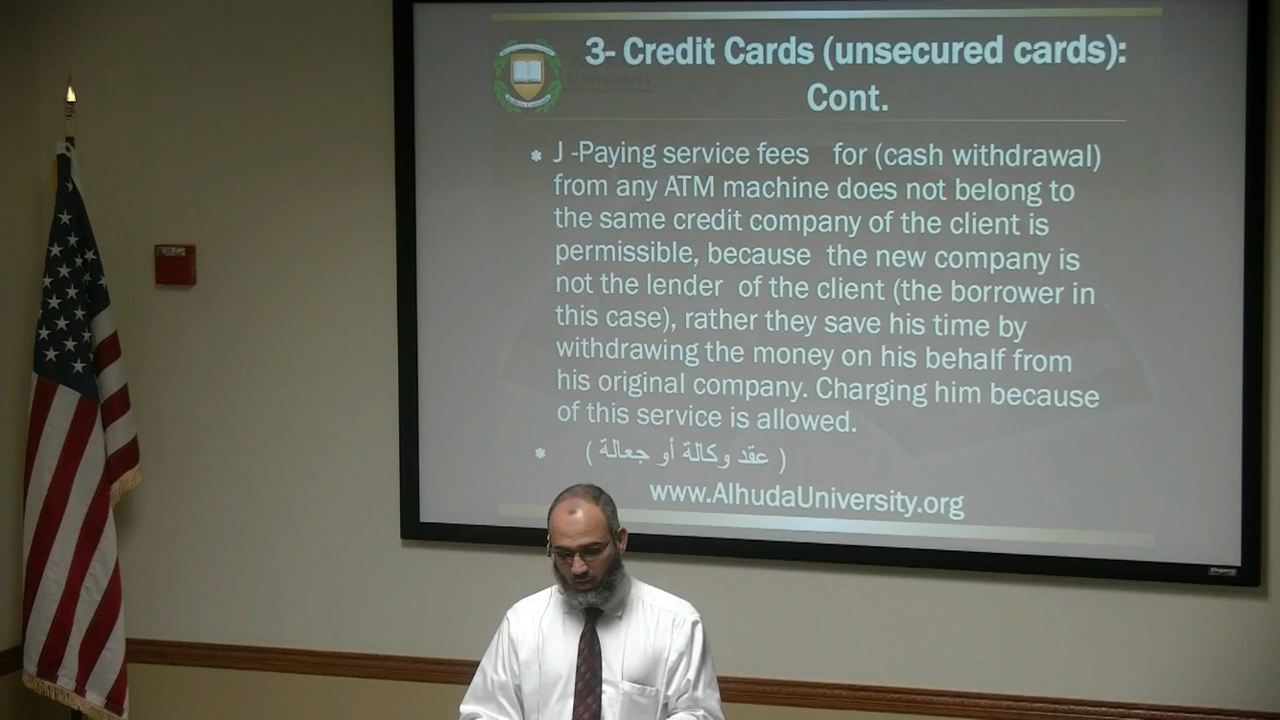 3- Credit Cards (unsecured cards):
Cont.
* J -Paying service fees for (cash withdrawal)
from any ATM machine does not belong to
the same credit company of the client is
permissible, because the new company is
not the lender of the client (the borrower in
this case), rather they save his time by
withdrawing the money on his behalf from
his original company. Charging him because
of this service is allowed.
* ( عقد وكالة أو جعالة )
www.AlhudaUniversity.org